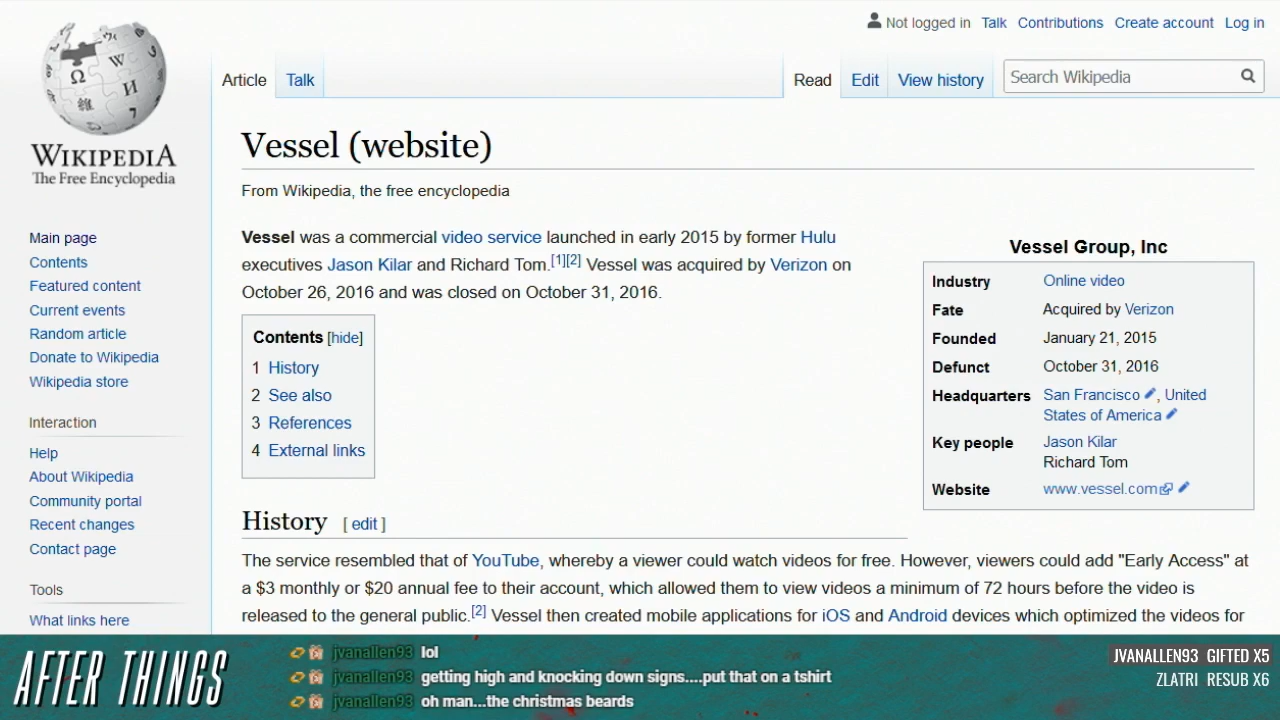 Not logged in Talk Contributions Create account Log in
Article Talk Read Edit View history Search Wikipedia
WIKIPEDIA
The Free Encyclopedia
Main page
Contents
Featured content
Current events
Random article
Donate to Wikipedia
Wikipedia store
Interaction
Help
About Wikipedia
Community portal
Recent changes
Contact page
Tools
What links here
Vessel (website)
From Wikipedia, the free encyclopedia
Vessel was a commercial video service launched in early 2015 by former Hulu
executives Jason Kilar and Richard Tom.[1][2] Vessel was acquired by Verizon on
October 26, 2016 and was closed on October 31, 2016.
Contents [hide]
1 History
2 See also
3 References
4 External links
Vessel Group, Inc
Industry Online video
Fate Acquired by Verizon
Founded January 21, 2015
Defunct October 31, 2016
Headquarters San Francisco, United
States of America
Key people Jason Kilar
Richard Tom
Website www.vessel.com
History [ edit ]
The service resembled that of YouTube, whereby a viewer could watch videos for free. However, viewers could add "Early Access" at
a $3 monthly or $20 annual fee to their account, which allowed them to view videos a minimum of 72 hours before the video is
released to the general public.[2] Vessel then created mobile applications for iOS and Android devices which optimized the videos for
AFTER THINGS
jvanallen93 lol
jvanallen93 getting high and knocking down signs....put that on a tshirt
jvanallen93 oh man...the christmas beards
JVANALLEN93 GIFTED X5
ZLATRI RESUB X6